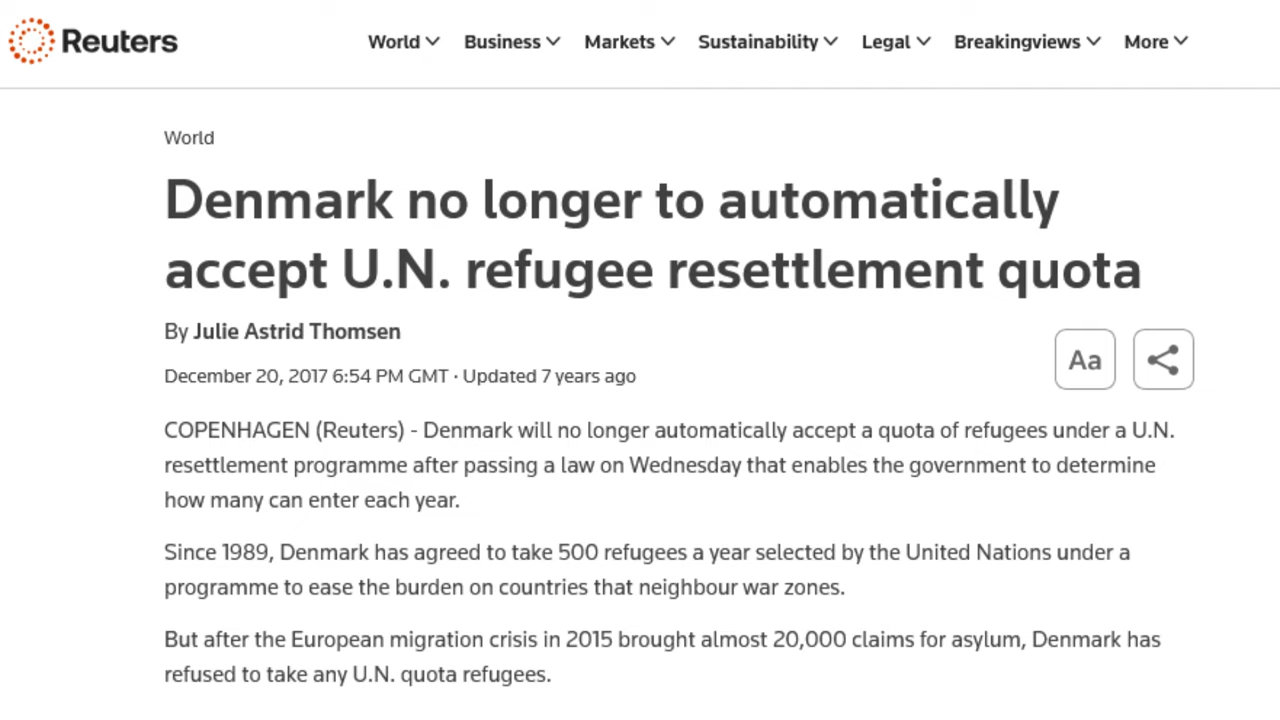 Reuters
World Business Markets Sustainability Legal Breakingviews More
World
Denmark no longer to automatically
accept U.N. refugee resettlement quota
By Julie Astrid Thomsen
December 20, 2017 6:54 PM GMT · Updated 7 years ago
Aa
COPENHAGEN (Reuters) - Denmark will no longer automatically accept a quota of refugees under a U.N.
resettlement programme after passing a law on Wednesday that enables the government to determine
how many can enter each year.
Since 1989, Denmark has agreed to take 500 refugees a year selected by the United Nations under a
programme to ease the burden on countries that neighbour war zones.
But after the European migration crisis in 2015 brought almost 20,000 claims for asylum, Denmark has
refused to take any U.N. quota refugees.